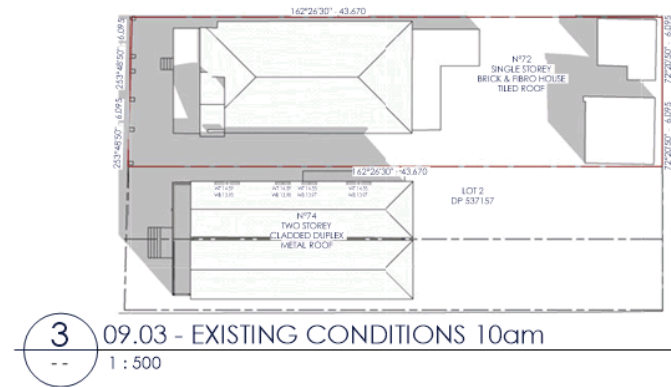 162°26'30" - 43.670
253°48'50" 6.095
253°48'50" 6.095
6.095
72°20'50"
6.095
72°20'50"
N°72
SINGLE STOREY
BRICK & FIBRO HOUSE
TILED ROOF
162°26'30" - 43.670
LOT 2
DP 537157
N°74
TWO STOREY
CLADDED DUPLEX
METAL ROOF
3
--
09.03 - EXISTING CONDITIONS 10am
1 : 500